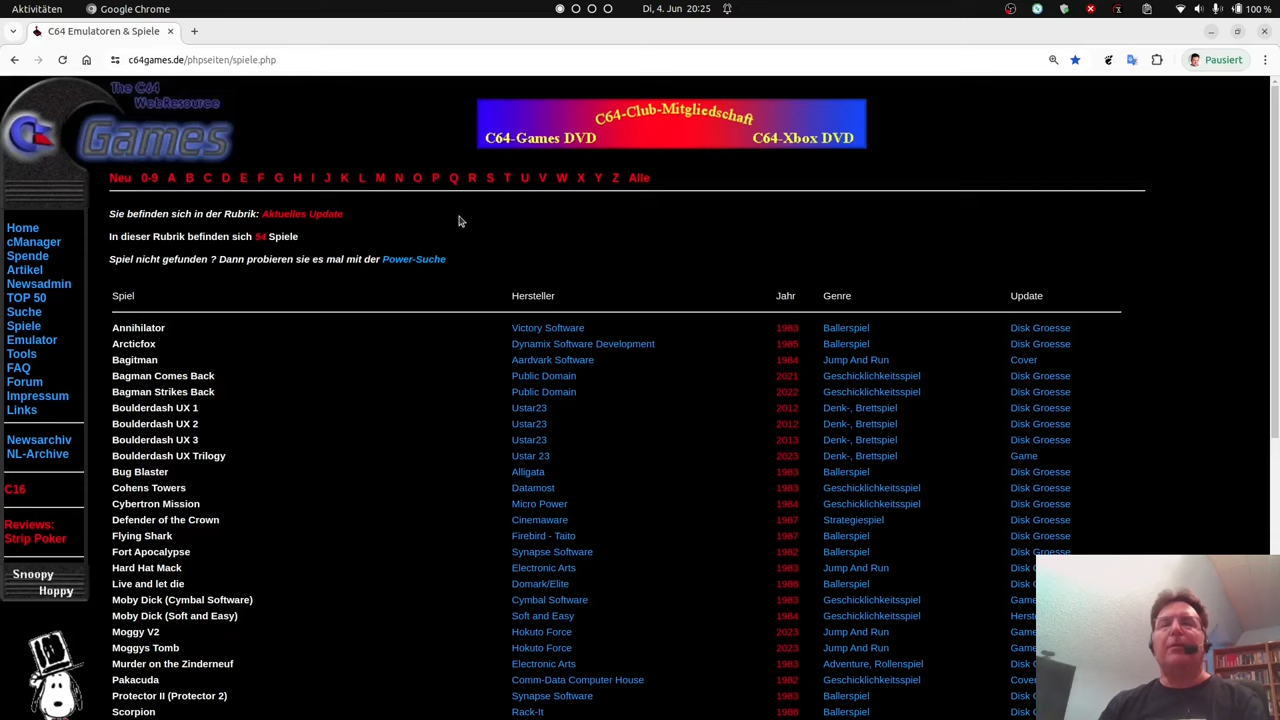 Aktivitäten Google Chrome Di, 4. Jun 20:25 100 %
C64 Emulatoren & Spiele
c64games.de/phpseiten/spiele.php Pausiert
The C64
WebResource
Games
C64-Club-Mitgliedschaft
C64-Games DVD C64-Xbox DVD
Neu 0-9 A B C D E F G H I J K L M N O P Q R S T U V W X Y Z Alle
Sie befinden sich in der Rubrik: Aktuelles Update
In dieser Rubrik befinden sich 54 Spiele
Spiel nicht gefunden ? Dann probieren sie es mal mit der Power-Suche
Home
cManager
Spende
Artikel
Newsadmin
TOP 50
Suche
Spiele
Emulator
Tools
FAQ
Forum
Impressum
Links
Newsarchiv
NL-Archive
C16
Reviews:
Strip Poker
Snoopy
Hoppy
Spiel Hersteller Jahr Genre Update
Annihilator Victory Software 1983 Ballerspiel Disk Groesse
Arcticfox Dynamix Software Development 1985 Ballerspiel Disk Groesse
Bagitman Aardvark Software 1984 Jump And Run Cover
Bagman Comes Back Public Domain 2021 Geschicklichkeitsspiel Disk Groesse
Bagman Strikes Back Public Domain 2022 Geschicklichkeitsspiel Disk Groesse
Boulderdash UX 1 Ustar23 2012 Denk-, Brettspiel Disk Groesse
Boulderdash UX 2 Ustar23 2012 Denk-, Brettspiel Disk Groesse
Boulderdash UX 3 Ustar23 2013 Denk-, Brettspiel Disk Groesse
Boulderdash UX Trilogy Ustar 23 2023 Denk-, Brettspiel Game
Bug Blaster Alligata 1983 Ballerspiel Disk Groesse
Cohens Towers Datamost 1983 Geschicklichkeitsspiel Disk Groesse
Cybertron Mission Micro Power 1984 Geschicklichkeitsspiel Disk Groesse
Defender of the Crown Cinemaware 1987 Strategiespiel Disk Groesse
Flying Shark Firebird - Taito 1987 Ballerspiel Disk Groesse
Fort Apocalypse Synapse Software 1982 Ballerspiel Disk Groesse
Hard Hat Mack Electronic Arts 1983 Jump And Run Disk
Live and let die Domark/Elite 1988 Ballerspiel Disk
Moby Dick (Cymbal Software) Cymbal Software 1983 Geschicklichkeitsspiel Game
Moby Dick (Soft and Easy) Soft and Easy 1984 Geschicklichkeitsspiel Herst
Moggy V2 Hokuto Force 2023 Jump And Run Game
Moggys Tomb Hokuto Force 2023 Jump And Run Game
Murder on the Zinderneuf Electronic Arts 1983 Adventure, Rollenspiel Disk
Pakacuda Comm-Data Computer House 1982 Geschicklichkeitsspiel Cover
Protector II (Protector 2) Synapse Software 1983 Ballerspiel Disk
Scorpion Rack-It 1988 Ballerspiel Disk